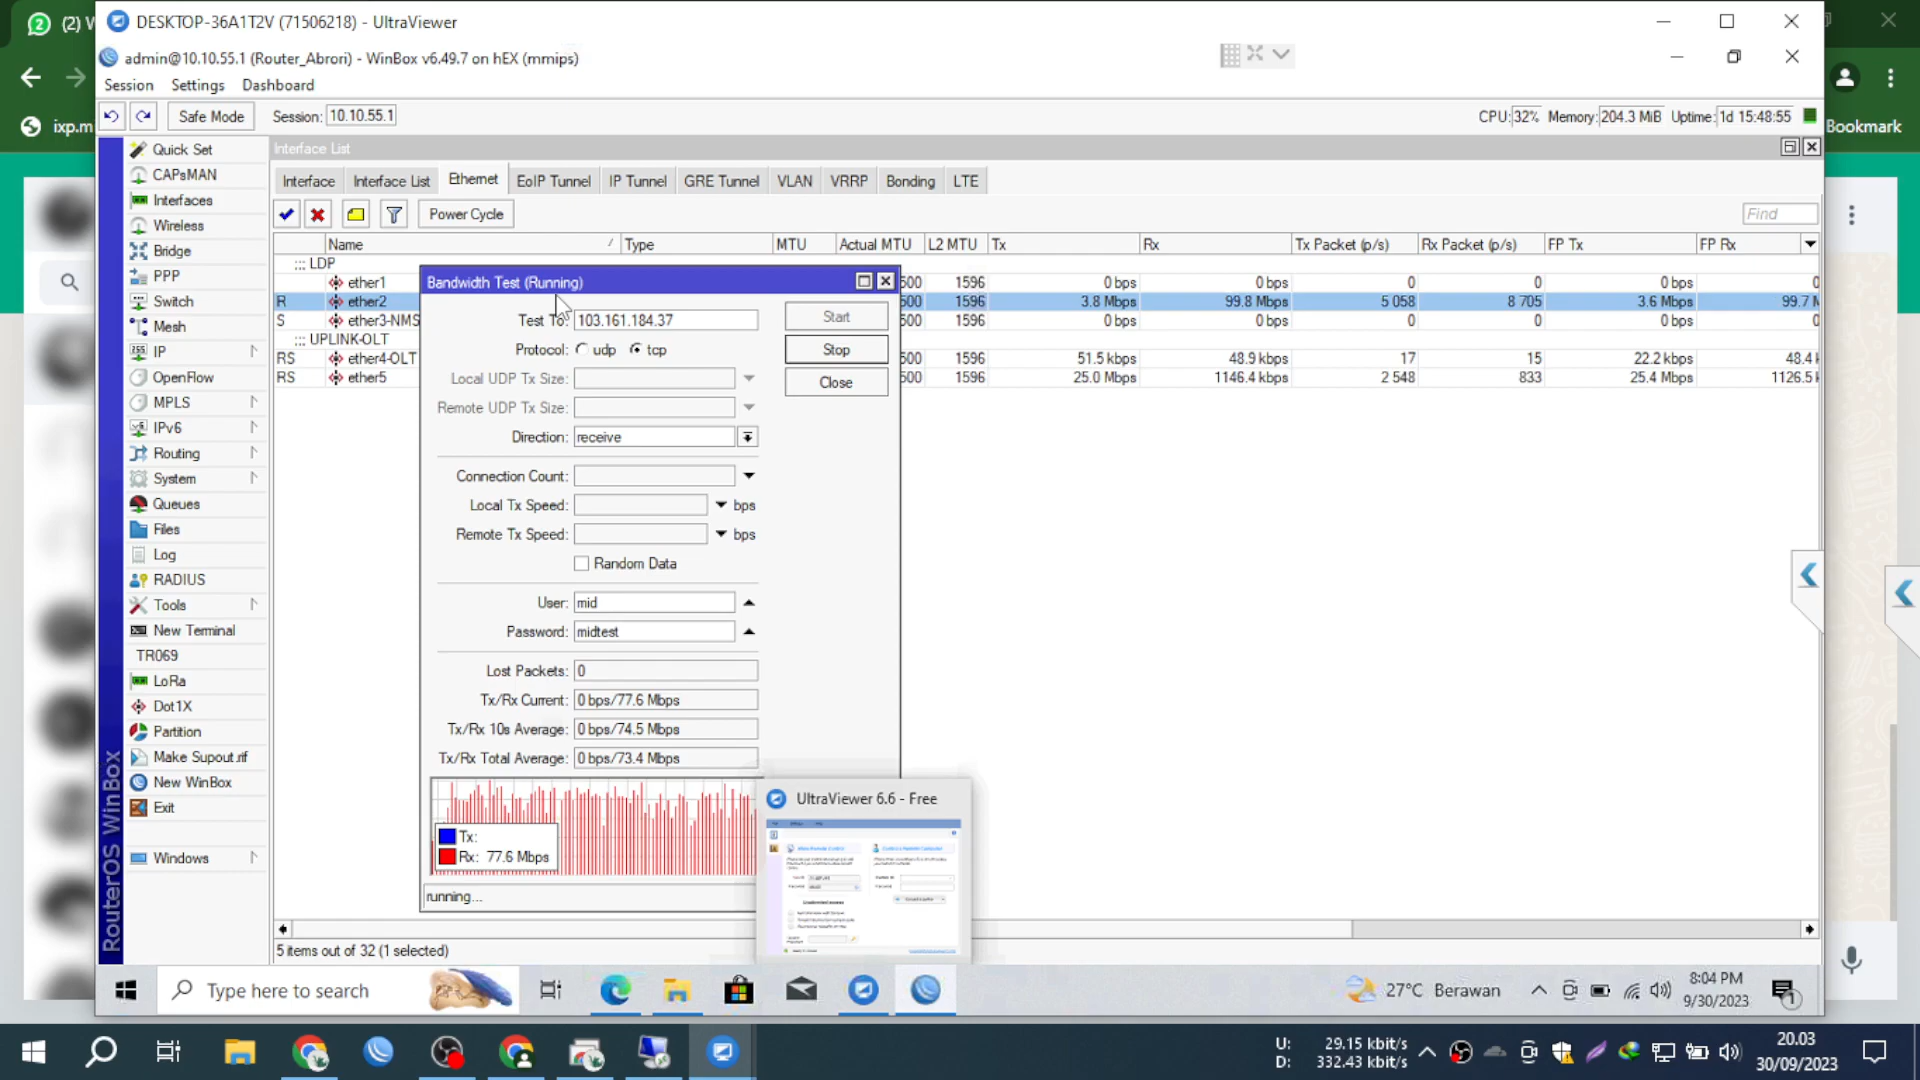 (2) W
DESKTOP-36A1T2V (71506218) - UltraViewer
admin@10.10.55.1 (Router_Abrori) - WinBox v6.49.7 on hEX (mmips)
Session Settings Dashboard
Safe Mode Session: 10.10.55.1 CPU: 32% Memory: 204.3 MiB Uptime: 1d 15:48:55
ixp.m Bookmark
Quick Set
CAPsMAN
Interfaces
Wireless
Bridge
PPP
Switch
Mesh
IP
OpenFlow
MPLS
IPv6
Routing
System
Queues
Files
Log
RADIUS
Tools
New Terminal
TR069
LoRa
Dot1X
Partition
Make Supout.rif
New WinBox
Exit
Windows
RouterOS WinBox
Interface List
Interface Interface List Ethernet EoIP Tunnel IP Tunnel GRE Tunnel VLAN VRRP Bonding LTE
Power Cycle Find
Name Type MTU Actual MTU L2 MTU Tx Rx Tx Packet (p/s) Rx Packet (p/s) FP Tx FP Rx
::: LDP
ether1 500 1596 0 bps 0 bps 0 0 0 bps
R ether2 500 1596 3.8 Mbps 99.8 Mbps 5 058 8 705 3.6 Mbps 99.7 M
S ether3-NMS 500 1596 0 bps 0 bps 0 0 0 bps
::: UPLINK-OLT
RS ether4-OLT 500 1596 51.5 kbps 48.9 kbps 17 15 22.2 kbps 48.4 k
RS ether5 500 1596 25.0 Mbps 1146.4 kbps 2 548 833 25.4 Mbps 1126.5 k
Bandwidth Test (Running)
Test To: 103.161.184.37 Start
Protocol: udp tcp Stop
Local UDP Tx Size: Close
Remote UDP Tx Size:
Direction: receive
Connection Count:
Local Tx Speed: bps
Remote Tx Speed: bps
Random Data
User: mid
Password: midtest
Lost Packets: 0
Tx/Rx Current: 0 bps/77.6 Mbps
Tx/Rx 10s Average: 0 bps/74.5 Mbps
Tx/Rx Total Average: 0 bps/73.4 Mbps
Tx:
Rx: 77.6 Mbps
running...
UltraViewer 6.6 - Free
5 items out of 32 (1 selected)
Type here to search 27°C Berawan 8:04 PM
9/30/2023 1
U: 29.15 kbit/s 20.03
D: 332.43 kbit/s 30/09/2023